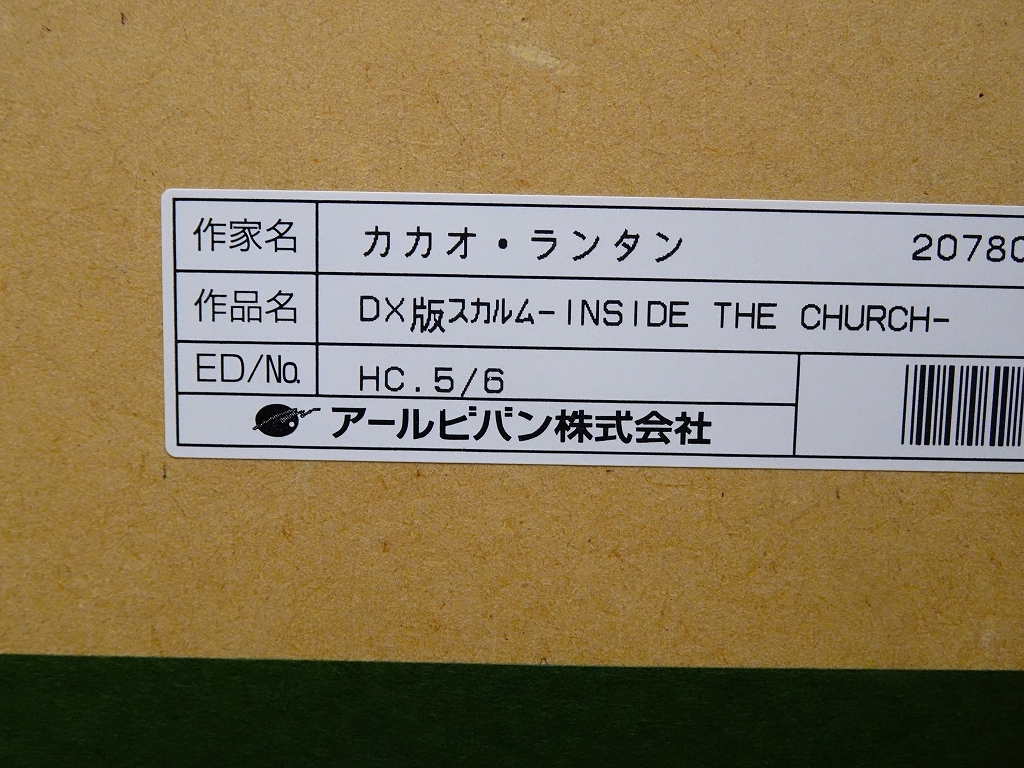 作家名 カカオ・ランタン 20780
作品名 DX版スカルム-INSIDE THE CHURCH-
ED/No. HC.5/6
アールビバン株式会社